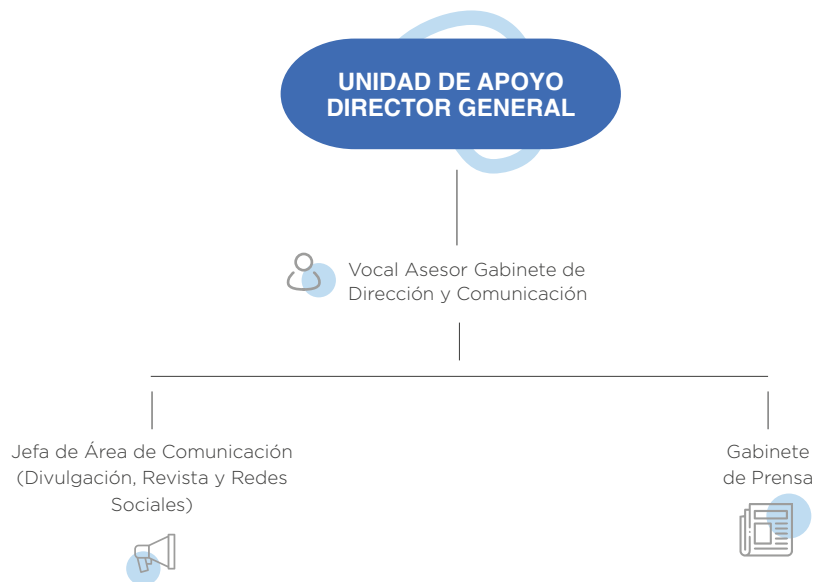 UNIDAD DE APOYO
DIRECTOR GENERAL
Vocal Asesor Gabinete de
Dirección y Comunicación
Jefa de Área de Comunicación
(Divulgación, Revista y Redes
Sociales)
Gabinete
de Prensa